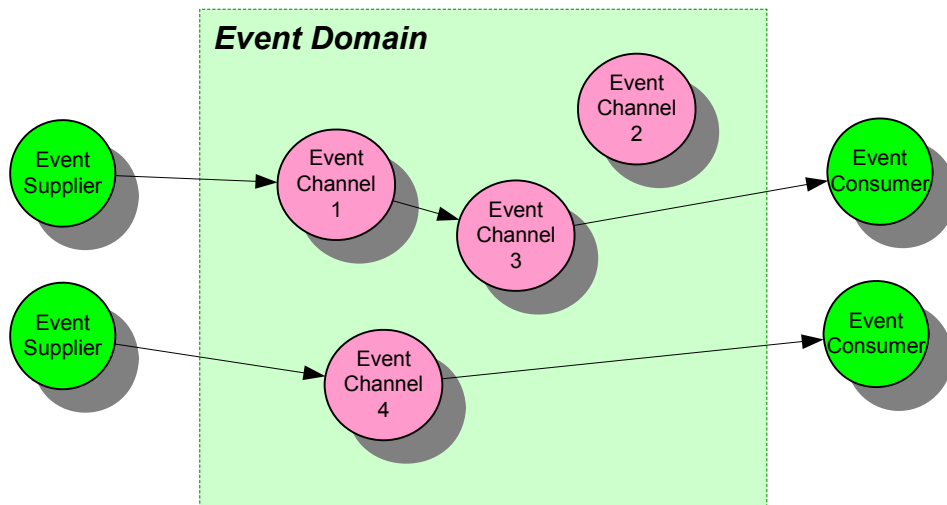 Event Domain
Event
Channel
2
Event
Supplier
Event
Channel
1
Event
Consumer
Event
Channel
3
Event
Supplier
Event
Consumer
Event
Channel
4